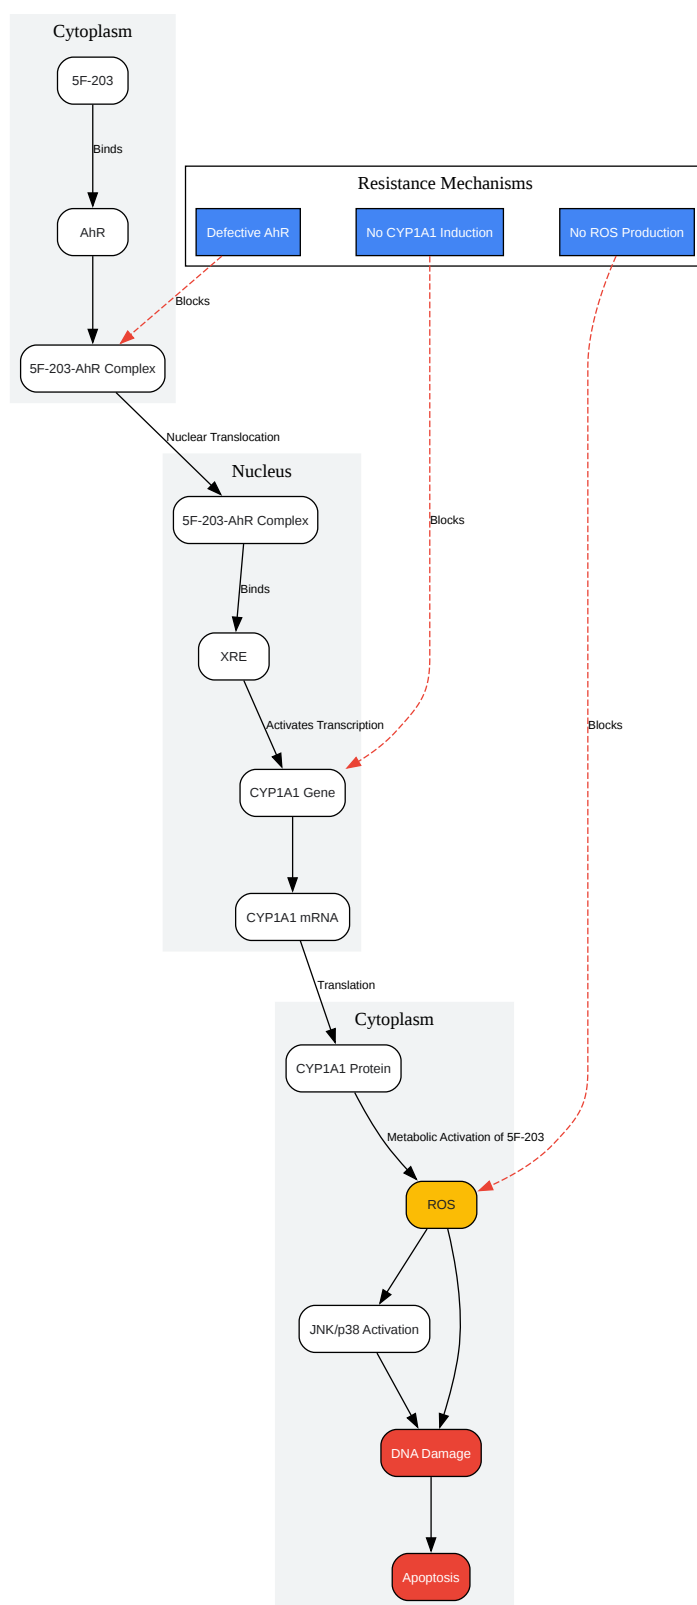 Cytoplasm
5F-203
Binds
Resistance Mechanisms
AhR
Defective AhR
No CYP1A1 Induction
No ROS Production
Blocks
5F-203-AhR Complex
Nuclear Translocation
Nucleus
5F-203-AhR Complex
Blocks
Binds
XRE
Activates Transcription
Blocks
CYP1A1 Gene
CYP1A1 mRNA
Translation
Cytoplasm
CYP1A1 Protein
Metabolic Activation of 5F-203
ROS
JNK/p38 Activation
DNA Damage
Apoptosis